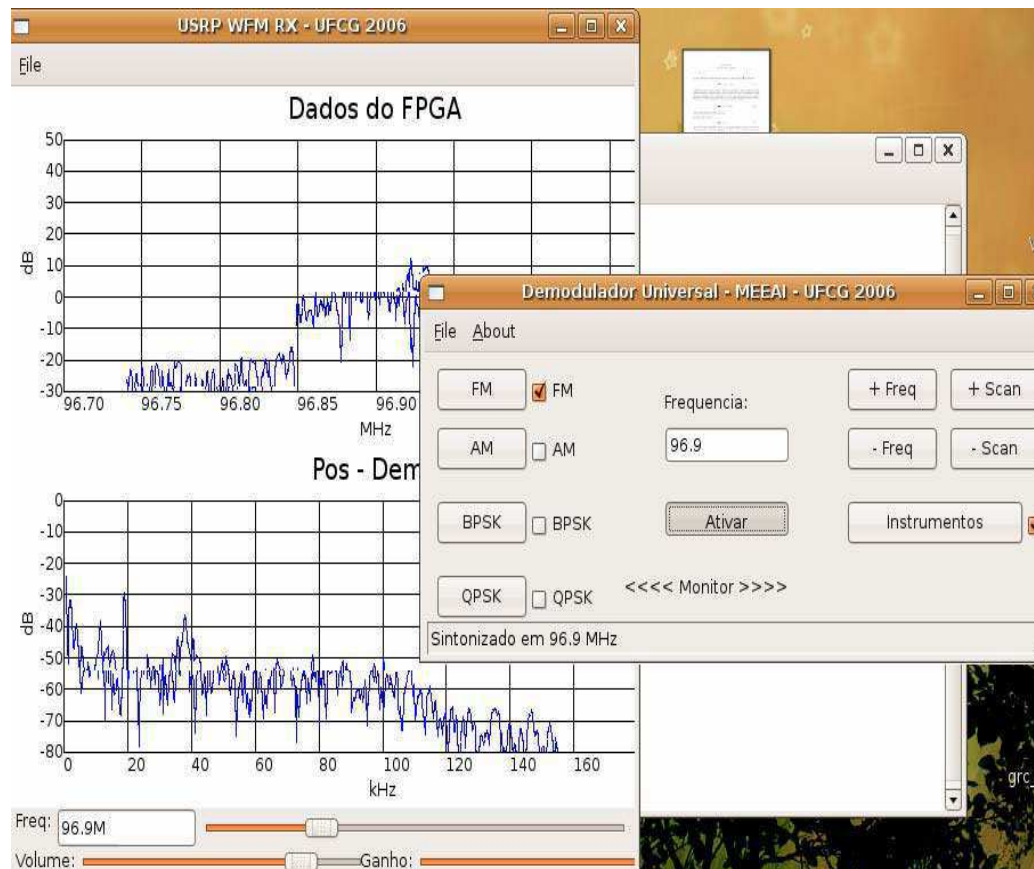 USRP WFM RX - UFCG 2006
File
Dados do FPGA
50
40
30
20
10
0
-10
-20
-30
dB
96.70 96.75 96.80 96.85 96.90
MHz
Pos - Dem
0
-10
-20
-30
-40
-50
-60
-70
-80
dB
0 20 40 60 80 100 120 140 160
kHz
Freq: 96.9M
Volume: Ganho:
Demodulador Universal - MEEAI - UFCG 2006
File About
FM FM
AM AM
BPSK BPSK
QPSK QPSK
Frequencia:
96.9
Ativar
<<<< Monitor >>>>
+ Freq + Scan
- Freq - Scan
Instrumentos
Sintonizado em 96.9 MHz
grc_